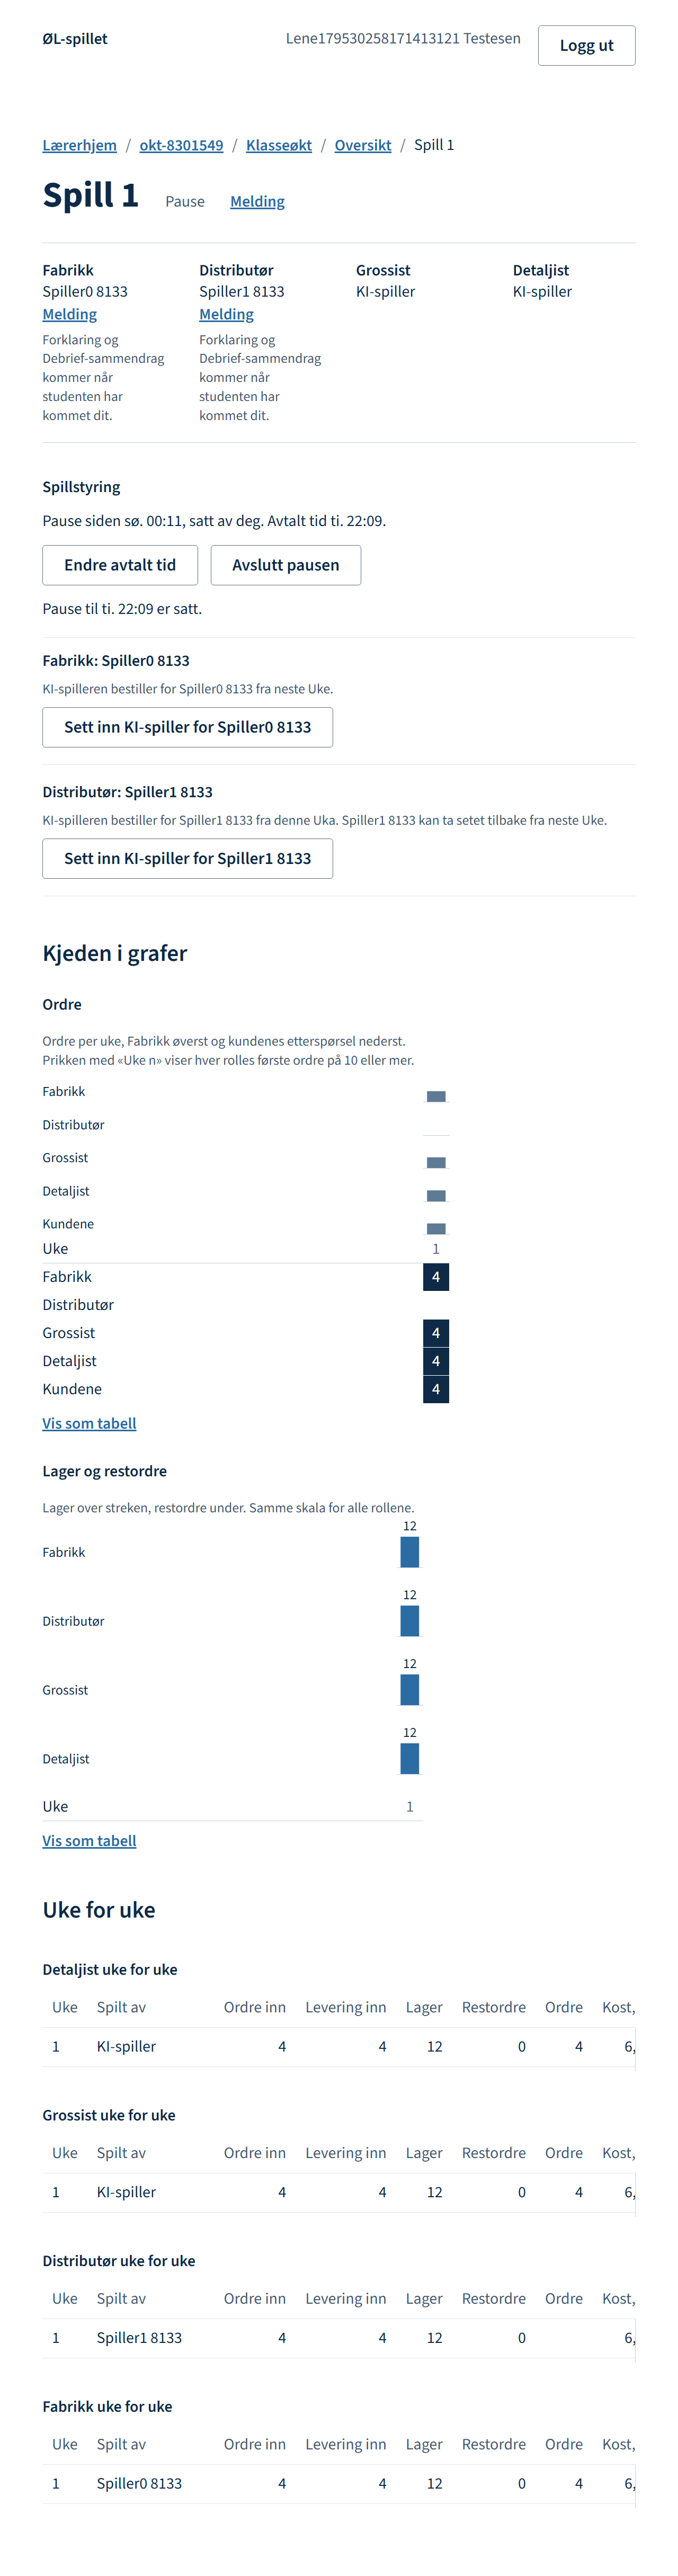 ØL-spillet
Lene179530258171413121 Testesen
Logg ut
Lærerhjem / okt-8301549 / Klasseøkt / Oversikt / Spill 1
Spill 1 Pause Melding
Fabrikk
Spiller0 8133
Melding
Forklaring og
Debrief-sammendrag
kommer når
studenten har
kommet dit.
Distributør
Spiller1 8133
Melding
Forklaring og
Debrief-sammendrag
kommer når
studenten har
kommet dit.
Grossist
KI-spiller
Detaljist
KI-spiller
Spillstyring
Pause siden sø. 00:11, satt av deg. Avtalt tid ti. 22:09.
Endre avtalt tid
Avslutt pausen
Pause til ti. 22:09 er satt.
Fabrikk: Spiller0 8133
KI-spilleren bestiller for Spiller0 8133 fra neste Uke.
Sett inn KI-spiller for Spiller0 8133
Distributør: Spiller1 8133
KI-spilleren bestiller for Spiller1 8133 fra denne Uka. Spiller1 8133 kan ta setet tilbake fra neste Uke.
Sett inn KI-spiller for Spiller1 8133
Kjeden i grafer
Ordre
Ordre per uke, Fabrikk øverst og kundenes etterspørsel nederst.
Prikken med «Uke n» viser hver rolles første ordre på 10 eller mer.
Fabrikk
Distributør
Grossist
Detaljist
Kundene
Uke 1
Fabrikk 4
Distributør
Grossist 4
Detaljist 4
Kundene 4
Vis som tabell
Lager og restordre
Lager over streken, restordre under. Samme skala for alle rollene.
12
Fabrikk
12
Distributør
12
Grossist
12
Detaljist
Uke 1
Vis som tabell
Uke for uke
Detaljist uke for uke
Uke Spilt av Ordre inn Levering inn Lager Restordre Ordre Kost,
1 KI-spiller 4 4 12 0 4 6,
Grossist uke for uke
Uke Spilt av Ordre inn Levering inn Lager Restordre Ordre Kost,
1 KI-spiller 4 4 12 0 4 6,
Distributør uke for uke
Uke Spilt av Ordre inn Levering inn Lager Restordre Ordre Kost,
1 Spiller1 8133 4 4 12 0 6,
Fabrikk uke for uke
Uke Spilt av Ordre inn Levering inn Lager Restordre Ordre Kost,
1 Spiller0 8133 4 4 12 0 4 6,